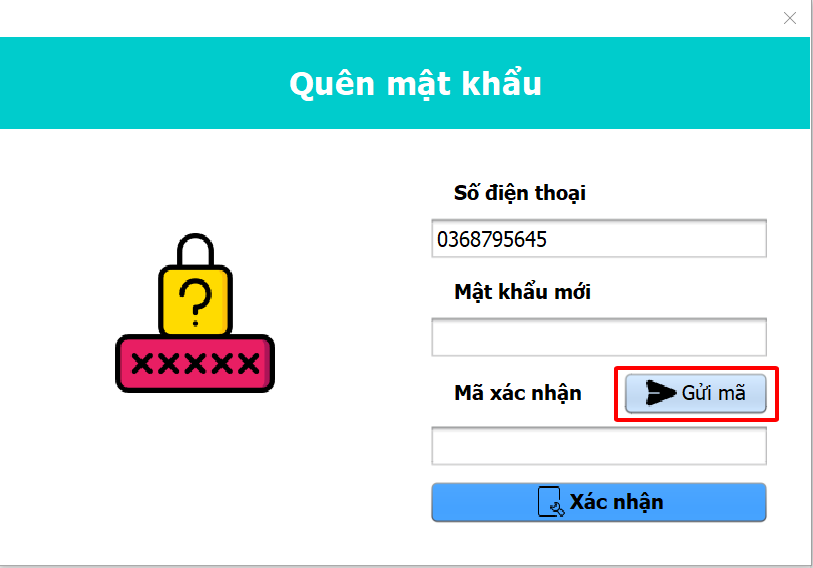 Quên mật khẩu
Số điện thoại
0368795645
Mật khẩu mới
Mã xác nhận
Gửi mã
Xác nhận